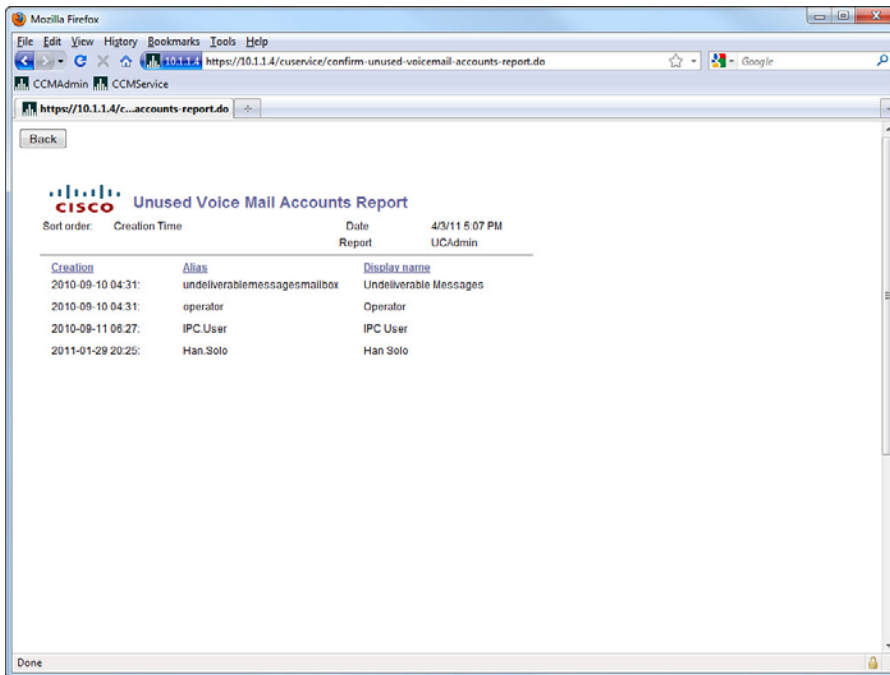 Mozilla Firefox
File Edit View History Bookmarks Tools Help
10.1.1.4 https://10.1.1.4/cuservice/confirm-unused-voicemail-accounts-report.do Google
CCMAdmin CCMService
https://10.1.1.4/c...accounts-report.do
Back
CISCO Unused Voice Mail Accounts Report
Sort order: Creation Time Date 4/3/11 5:07 PM
Report UCAdmin
Creation Alias Display name
2010-09-10 04:31: undeliverablemessagesmailbox Undeliverable Messages
2010-09-10 04:31: operator Operator
2010-09-11 06:27: IPC.User IPC User
2011-01-29 20:25: Han.Solo Han Solo
Done